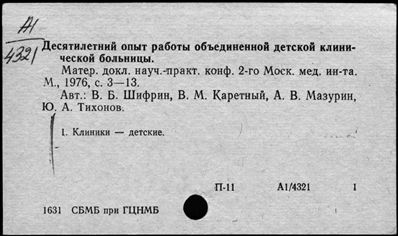 А1
4321
Десятилетний опыт работы объединенной детской клини-
ческой больницы.
Матер. докл. науч.-практ. конф. 2-го Моск. мед. ин-та.
М., 1976, с. 3—13.
Авт.: В. Б. Шифрин, В. М. Каретный, А. В. Мазурин,
Ю. А. Тихонов.
1. Клиники — детские.
П-11 А1/4321 1
1631 СБМБ при ГЦНМБ